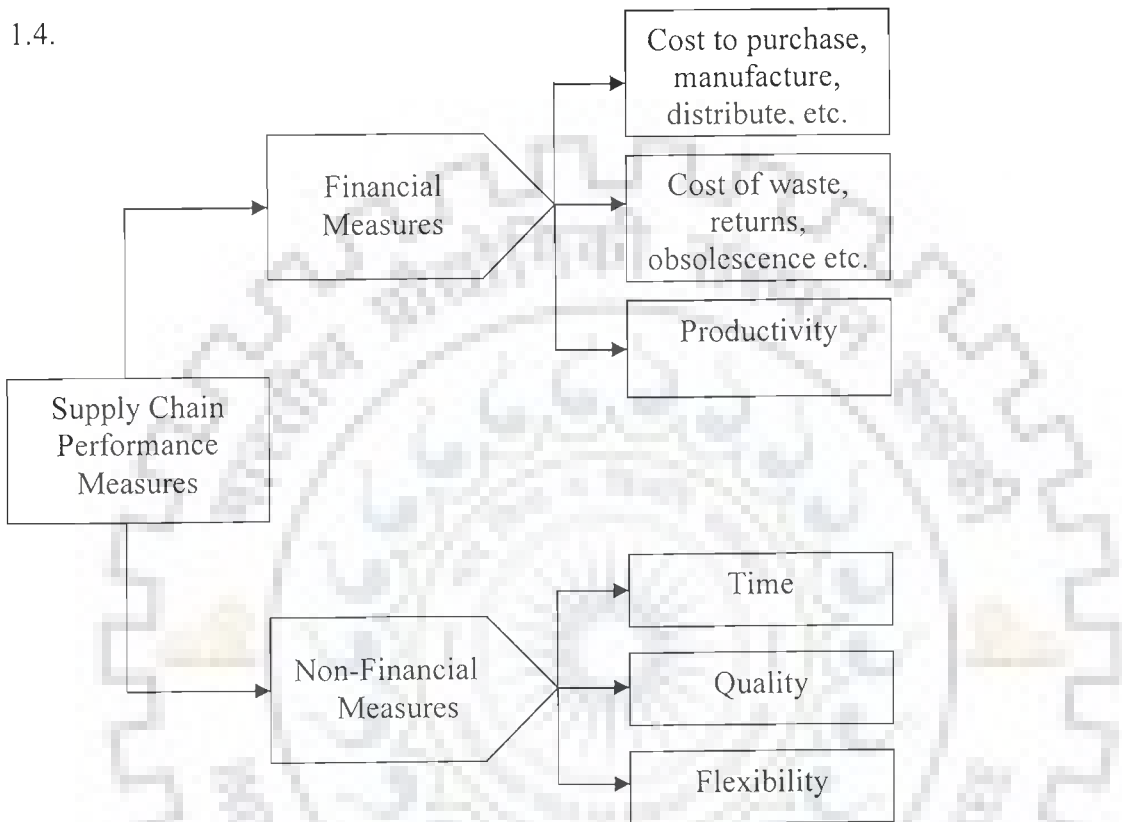 1.4.
Cost to purchase,
manufacture,
distribute, etc.
Financial
Measures
Cost of waste,
returns,
obsolescence etc.
Productivity
Supply Chain
Performance
Measures
Time
Non-Financial
Measures
Quality
Flexibility